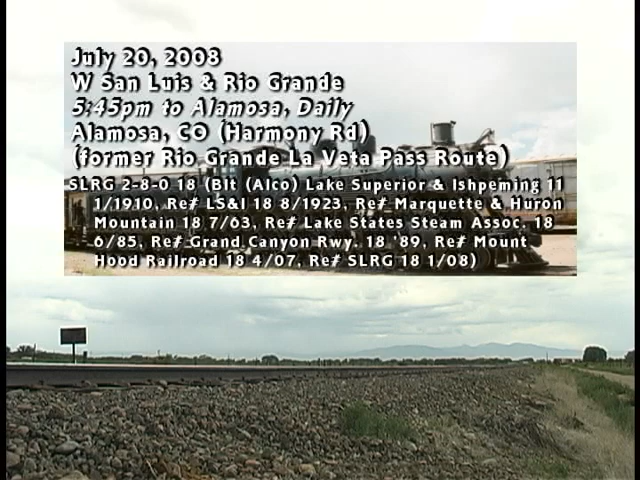 July 20, 2008
W San Luis & Rio Grande
5:45pm to Alamosa, Daily
Alamosa, CO (Harmony Rd)
(former Rio Grande La Veta Pass Route)
SLRG 2-8-0 18 (Blt (Alco) Lake Superior & Ishpeming 11
1/1910, Re# LS&I 18 8/1923, Re# Marquette & Huron
Mountain 18 7/63, Re# Lake States Steam Assoc. 18
6/85, Re# Grand Canyon Rwy. 18 '89, Re# Mount
Hood Railroad 18 4/07, Re# SLRG 18 1/08)